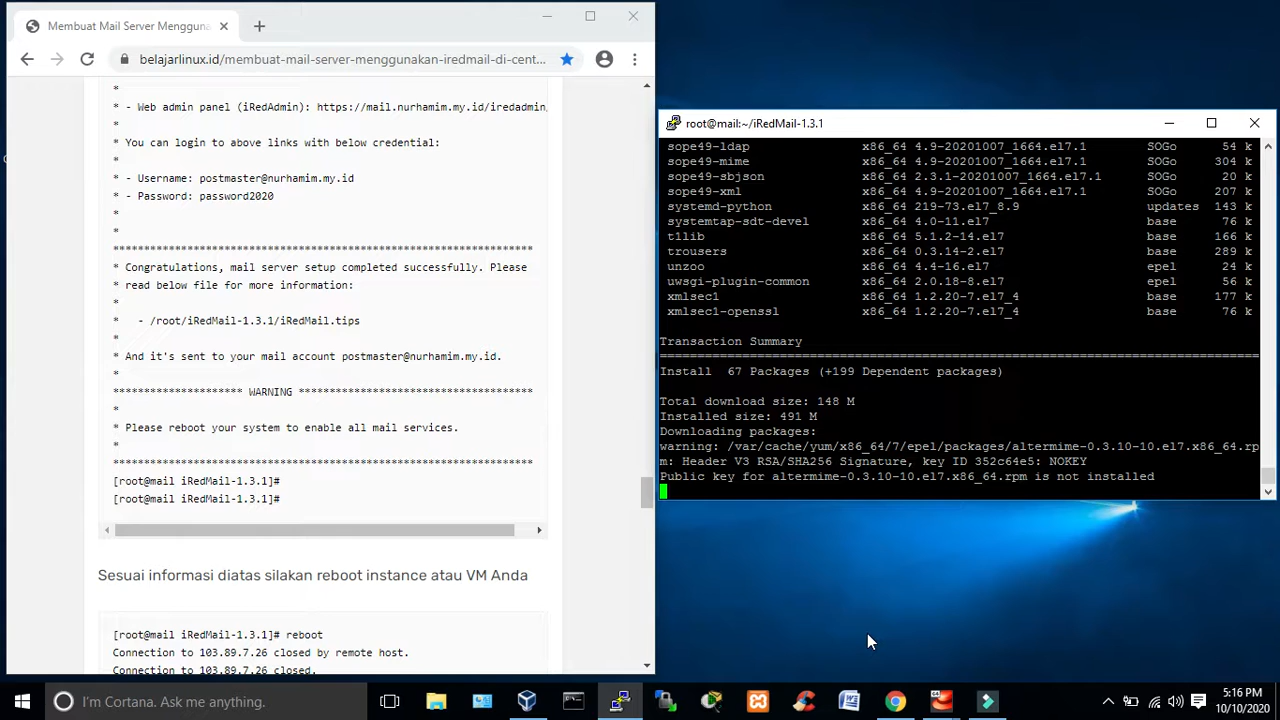 Membuat Mail Server Mengguna
belajarlinux.id/membuat-mail-server-menggunakan-iredmail-di-cent...
*
* - Web admin panel (iRedAdmin): https://mail.nurhamim.my.id/iredadmin
*
* You can login to above links with below credential:
*
* - Username: postmaster@nurhamim.my.id
* - Password: password2020
*
*
********************************************************************
* Congratulations, mail server setup completed successfully. Please
* read below file for more information:
*
*   - /root/iRedMail-1.3.1/iRedMail.tips
*
* And it's sent to your mail account postmaster@nurhamim.my.id.
*
********************* WARNING **************************************
*
* Please reboot your system to enable all mail services.
*
********************************************************************
[root@mail iRedMail-1.3.1]#
[root@mail iRedMail-1.3.1]#
Sesuai informasi diatas silakan reboot instance atau VM Anda
[root@mail iRedMail-1.3.1]# reboot
Connection to 103.89.7.26 closed by remote host.
Connection to 103.89.7.26 closed.
root@mail:~/iRedMail-1.3.1
sope49-ldap x86_64 4.9-20201007_1664.el7.1 SOGo 54 k
sope49-mime x86_64 4.9-20201007_1664.el7.1 SOGo 304 k
sope49-sbjson x86_64 2.3.1-20201007_1664.el7.1 SOGo 20 k
sope49-xml x86_64 4.9-20201007_1664.el7.1 SOGo 207 k
systemd-python x86_64 219-73.el7_8.9 updates 143 k
systemtap-sdt-devel x86_64 4.0-11.el7 base 76 k
t1lib x86_64 5.1.2-14.el7 base 166 k
trousers x86_64 0.3.14-2.el7 base 289 k
unzoo x86_64 4.4-16.el7 epel 24 k
uwsgi-plugin-common x86_64 2.0.18-8.el7 epel 56 k
xmlsec1 x86_64 1.2.20-7.el7_4 base 177 k
xmlsec1-openssl x86_64 1.2.20-7.el7_4 base 76 k
Transaction Summary
================================================================================
Install  67 Packages (+199 Dependent packages)
Total download size: 148 M
Installed size: 491 M
Downloading packages:
warning: /var/cache/yum/x86_64/7/epel/packages/altermime-0.3.10-10.el7.x86_64.rp
m: Header V3 RSA/SHA256 Signature, key ID 352c64e5: NOKEY
Public key for altermime-0.3.10-10.el7.x86_64.rpm is not installed
I'm Cortana. Ask me anything.
5:16 PM
10/10/2020